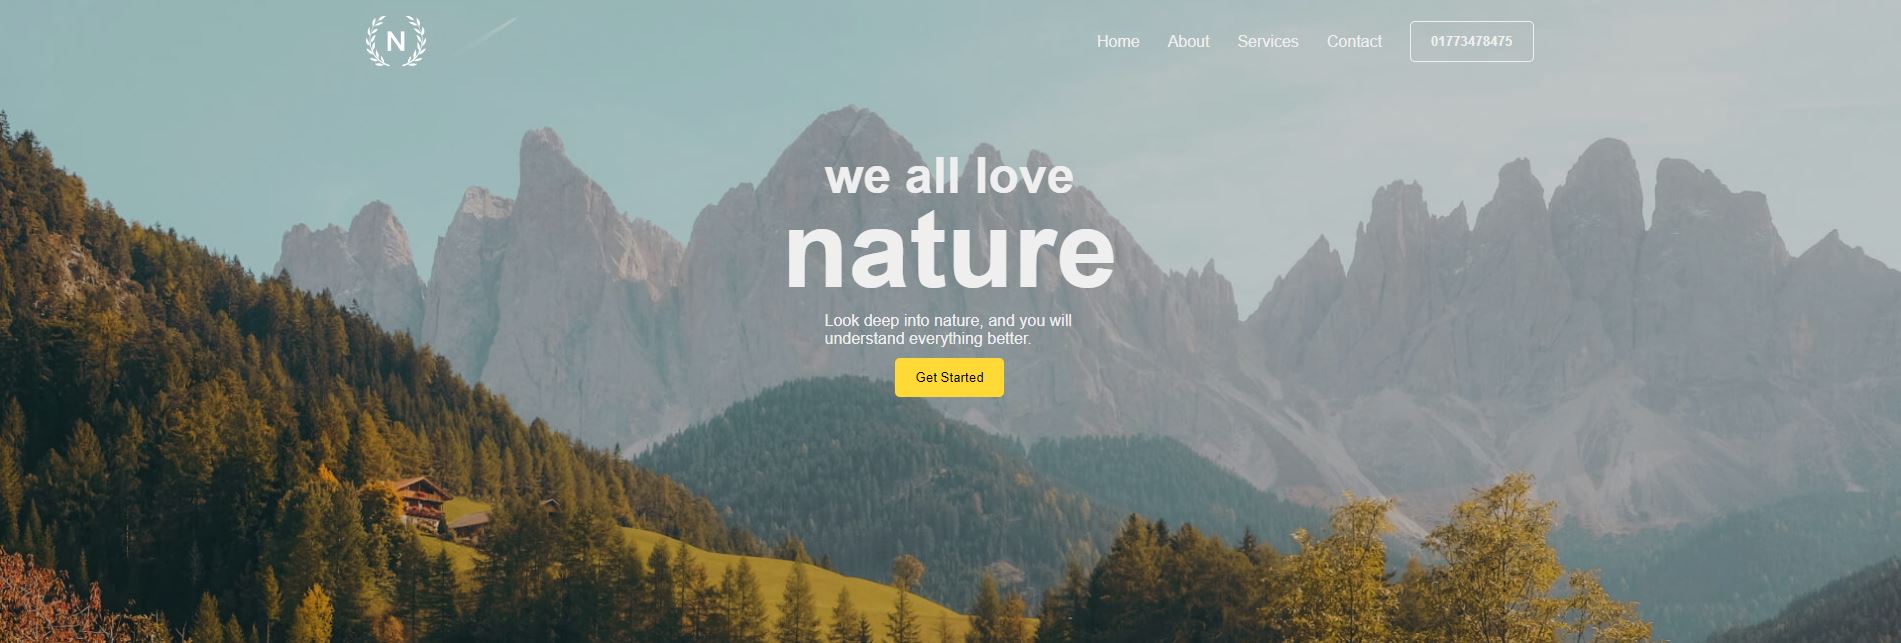 N
Home About Services Contact 01773478475
we all love
nature
Look deep into nature, and you will
understand everything better.
Get Started